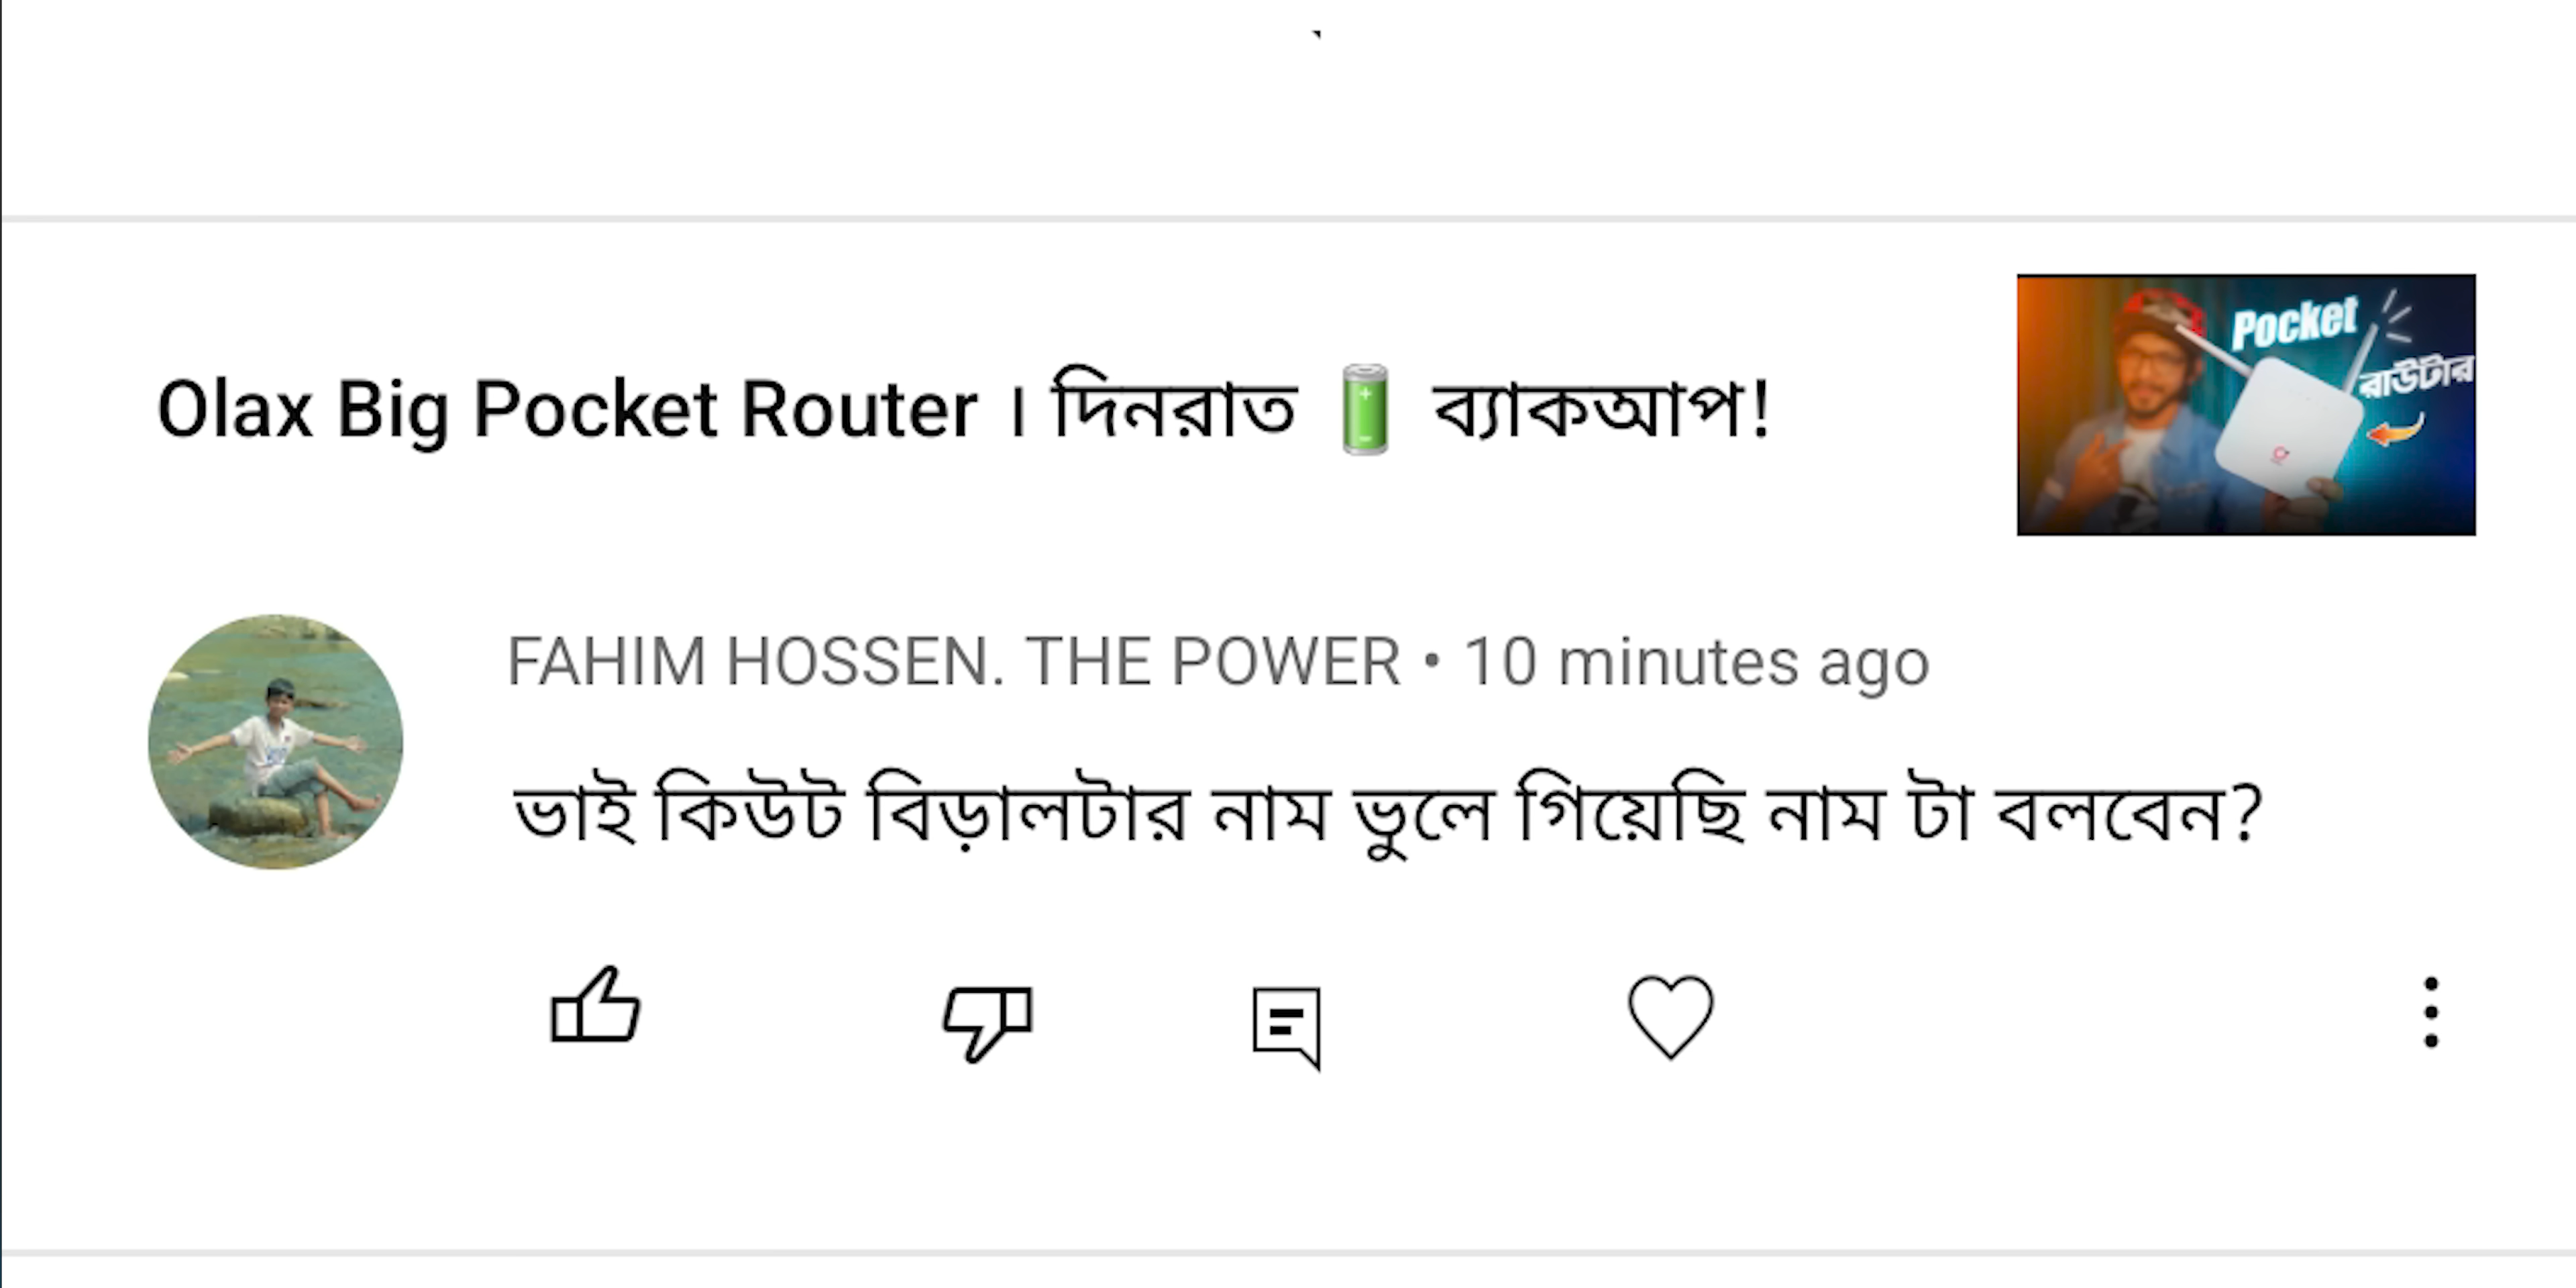 Olax Big Pocket Router । দিনরাত 🔋 ব্যাকআপ!
Pocket
রাউটার
FAHIM HOSSEN. THE POWER • 10 minutes ago
ভাই কিউট বিড়ালটার নাম ভুলে গিয়েছি নাম টা বলবেন?